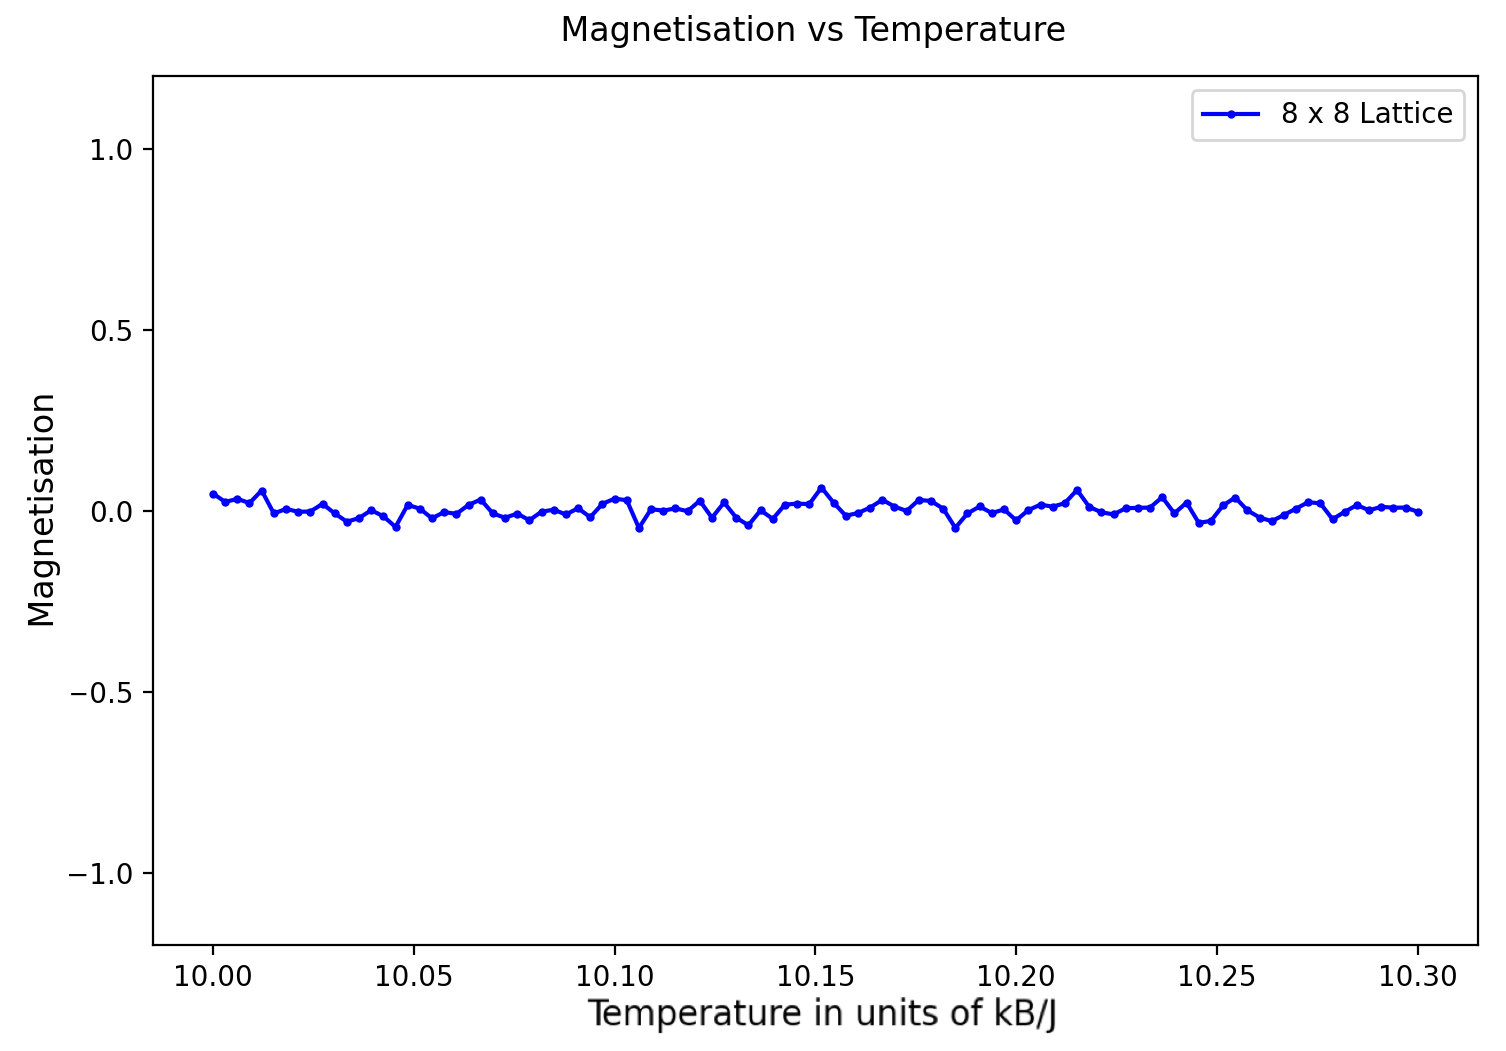 Magnetisation vs Temperature
8 x 8 Lattice
1.0
0.5
0.0
−0.5
−1.0
Magnetisation
10.00 10.05 10.10 10.15 10.20 10.25 10.30
Temperature in units of kB/J